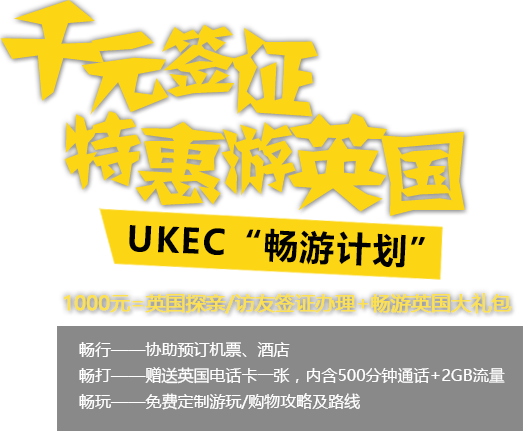 千元签证
特惠游英国
UKEC“畅游计划”
1000元=英国探亲/访友签证办理+畅游英国大礼包
畅行——协助预订机票、酒店
畅打——赠送英国电话卡一张，内含500分钟通话+2GB流量
畅玩——免费定制游玩/购物攻略及路线